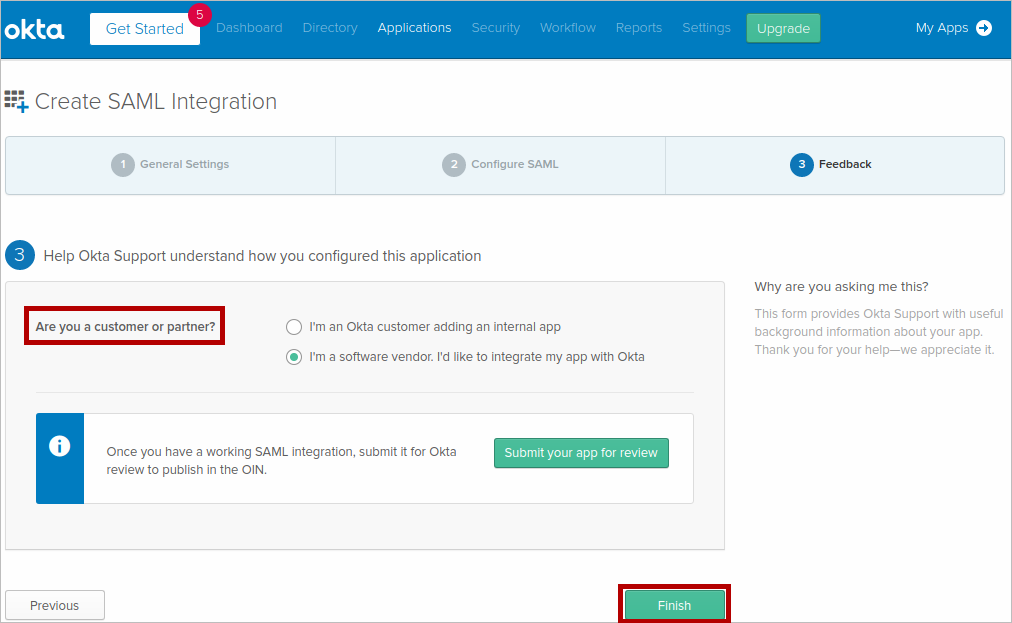 okta
Get Started
5
Dashboard
Directory
Applications
Security
Workflow
Reports
Settings
Upgrade
My Apps
Create SAML Integration
1 General Settings
2 Configure SAML
3 Feedback
3 Help Okta Support understand how you configured this application
Are you a customer or partner?
I'm an Okta customer adding an internal app
I'm a software vendor. I'd like to integrate my app with Okta
Once you have a working SAML integration, submit it for Okta
review to publish in the OIN.
Submit your app for review
Why are you asking me this?
This form provides Okta Support with useful
background information about your app.
Thank you for your help—we appreciate it.
Previous
Finish